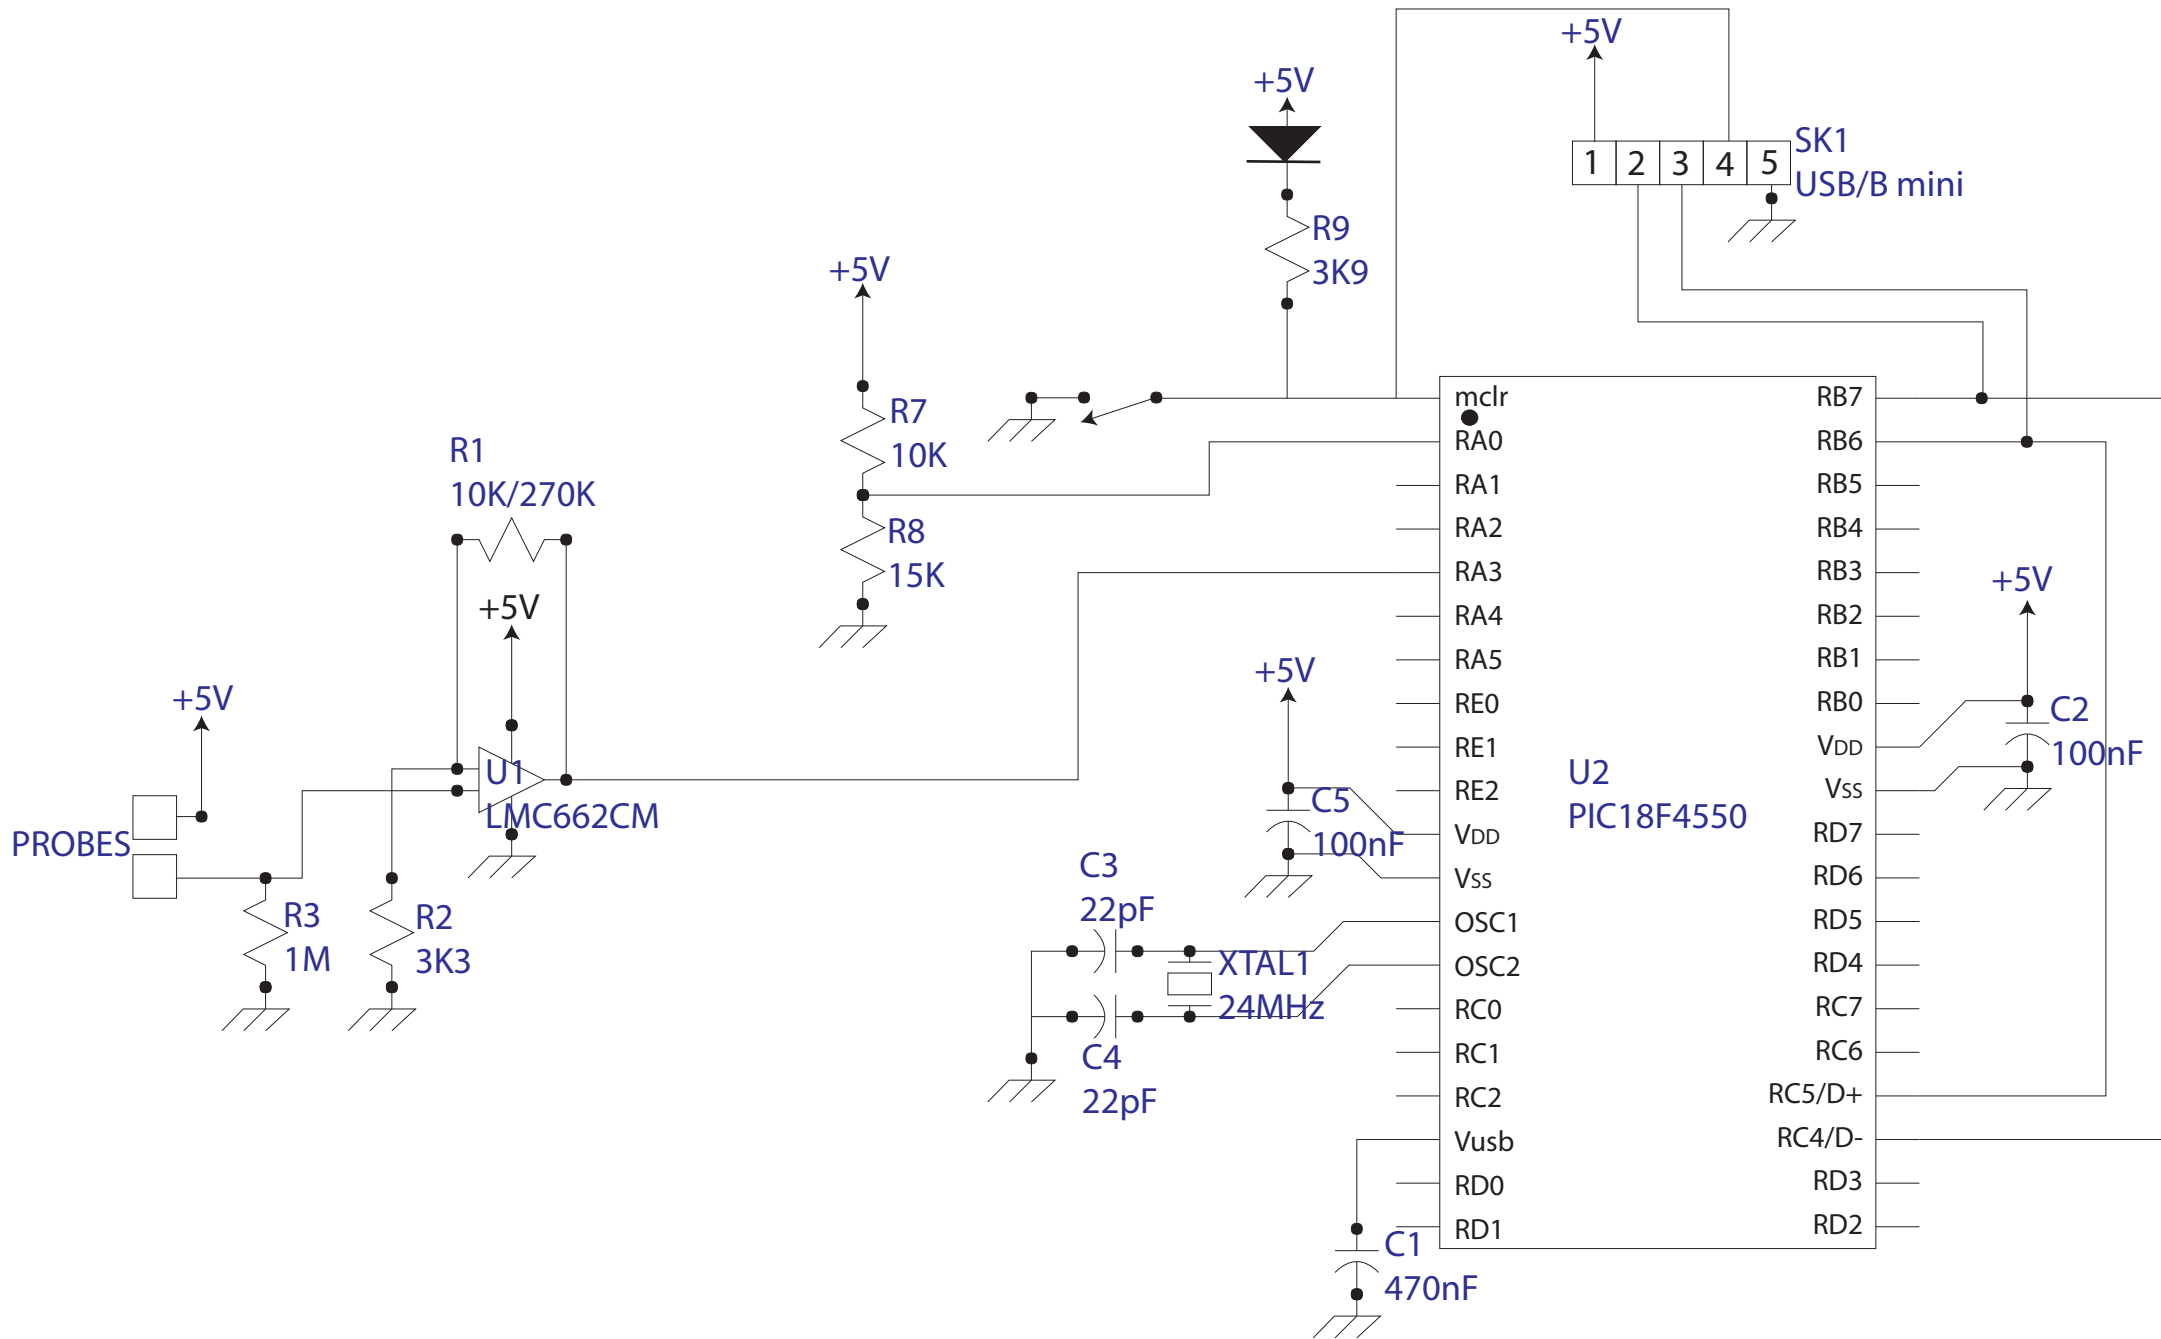 +5V
SK1
1 2 3 4 5
USB/B mini
+5V
R9
3K9
+5V
R7
10K
R8
15K
R1
10K/270K
+5V
+5V
U1
LMC662CM
PROBES
R3
1M
R2
3K3
+5V
C5
100nF
C3
22pF
XTAL1
24MHz
C4
22pF
C1
470nF
mclr
RA0
RA1
RA2
RA3
RA4
RA5
RE0
RE1
RE2
VDD
VSS
OSC1
OSC2
RC0
RC1
RC2
Vusb
RD0
RD1
U2
PIC18F4550
RB7
RB6
RB5
RB4
RB3
RB2
RB1
RB0
VDD
VSS
RD7
RD6
RD5
RD4
RC7
RC6
RC5/D+
RC4/D-
RD3
RD2
+5V
C2
100nF